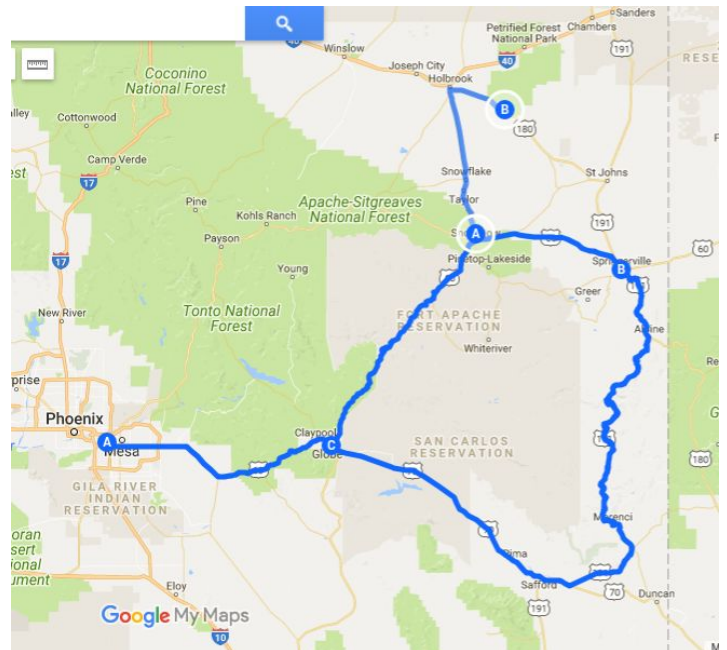 Sanders
Petrified Forest
National Park
Chambers
40
Winslow
191
Joseph City
40
RESE
Coconino
National Forest
Holbrook
B
180
Cottonwood
Camp Verde
Snowflake
St Johns
17
Apache-Sitgreaves
National Forest
Taylor
Pine
Kohls Ranch
A
60
17
Payson
Pinetop-Lakeside
B
Young
Greer
Tonto National
Forest
FORT APACHE
RESERVATION
New River
Whiteriver
Phoenix
A
Mesa
Claypool
C
Globe
SAN CARLOS
RESERVATION
180
GILA RIVER
INDIAN
RESERVATION
Morenci
Pima
Eloy
Safford
70
Duncan
191
Google My Maps
10